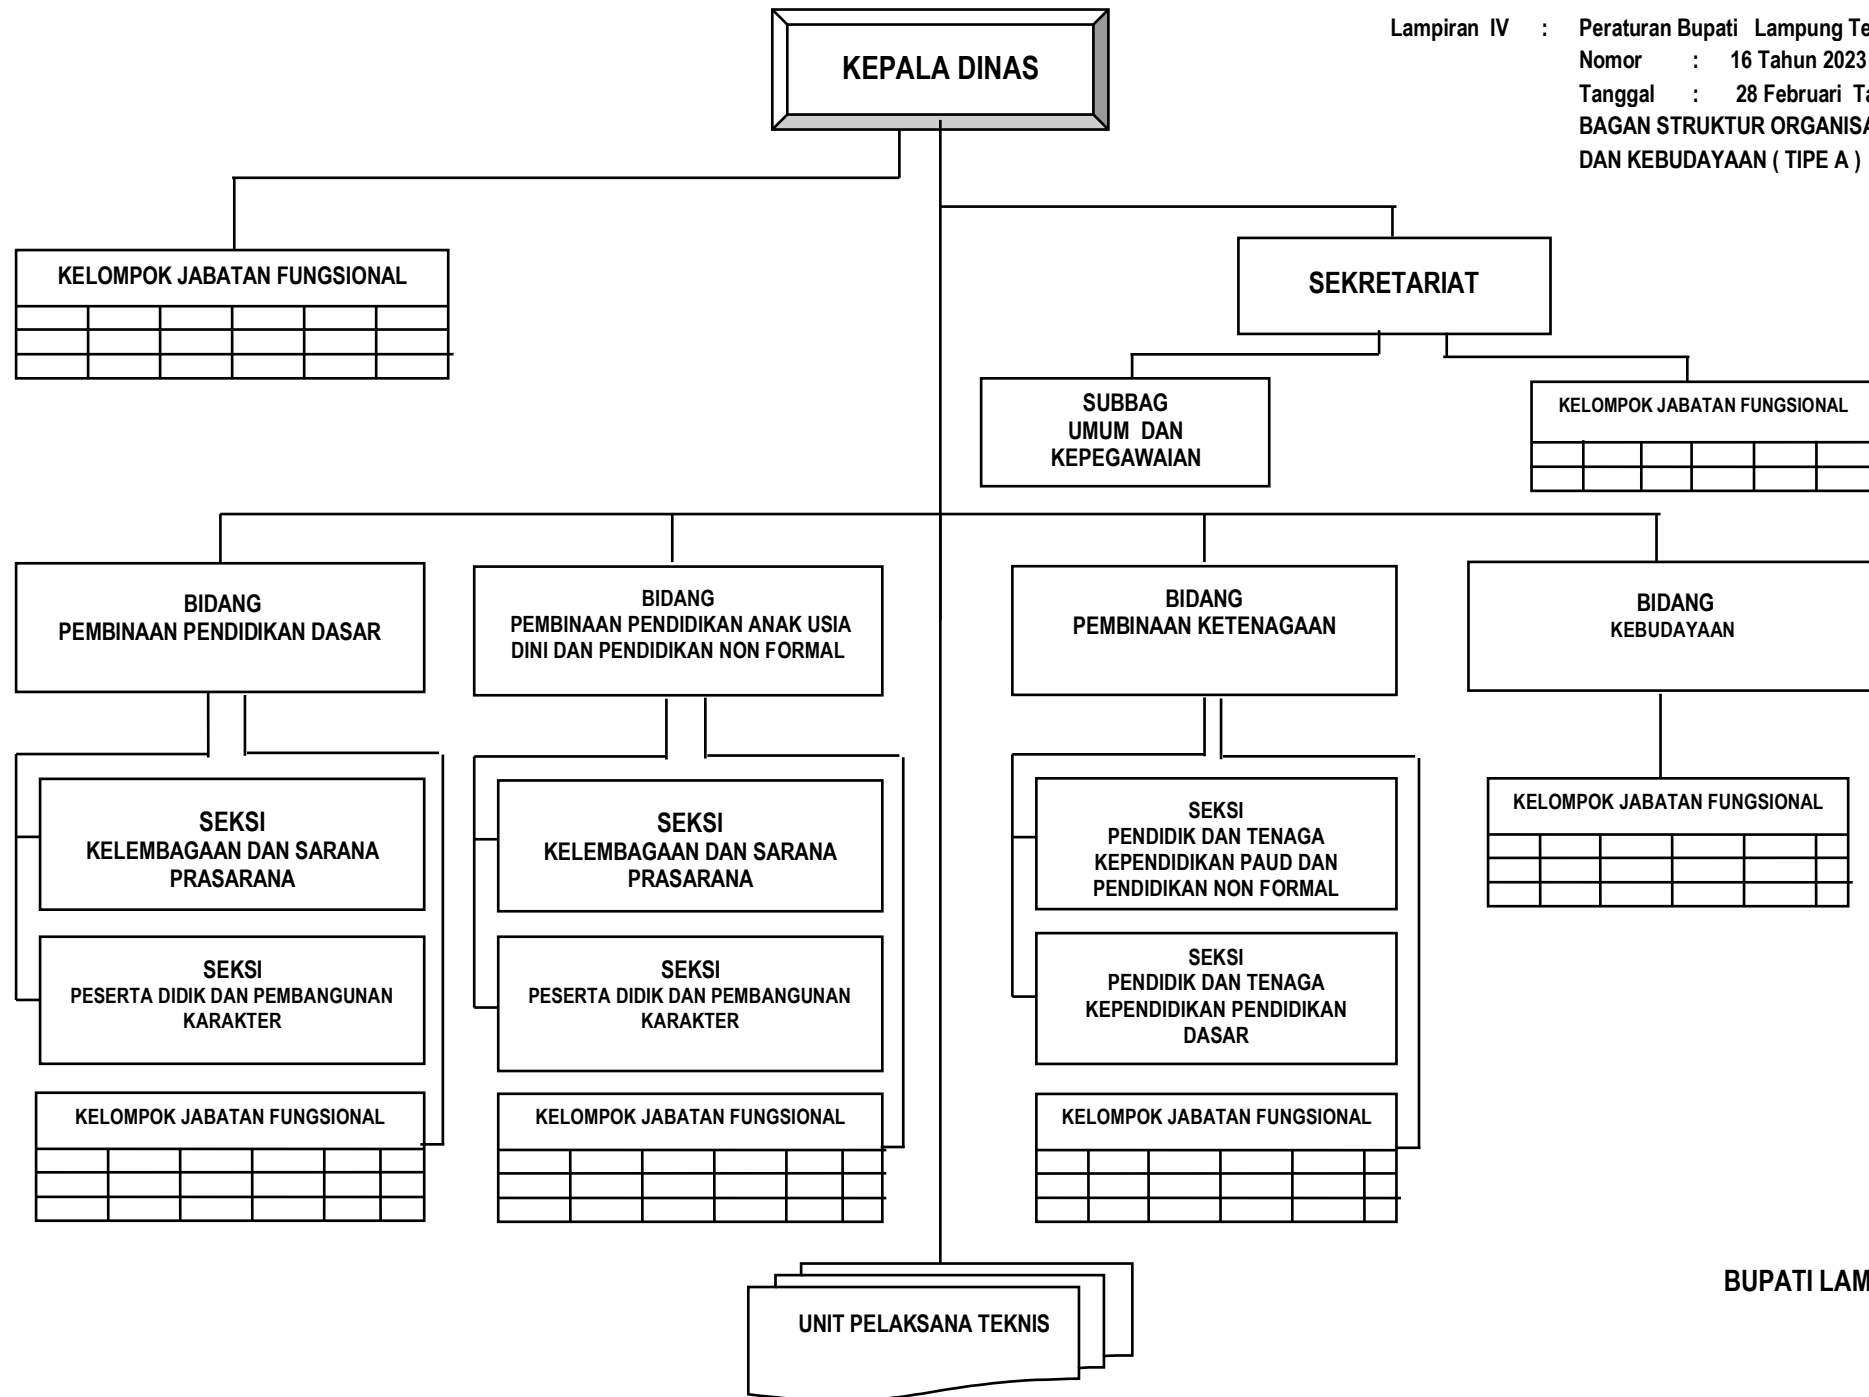 Lampiran IV : Peraturan Bupati Lampung
Nomor : 16 Tahun 2023
Tanggal : 28 Februari
BAGAN STRUKTUR
DAN KEBUDAYAAN ( TIPE A )
KEPALA DINAS
KELOMPOK JABATAN FUNGSIONAL
SEKRETARIAT
SUBBAG
UMUM DAN
KEPEGAWAIAN
KELOMPOK JABATAN FUNGSIONAL
BIDANG
PEMBINAAN PENDIDIKAN DASAR
BIDANG
PEMBINAAN PENDIDIKAN ANAK USIA
DINI DAN PENDIDIKAN NON FORMAL
BIDANG
PEMBINAAN KETENAGAAN
BIDANG
KEBUDAYAAN
SEKSI
KELEMBAGAAN DAN SARANA
PRASARANA
SEKSI
KELEMBAGAAN DAN SARANA
PRASARANA
SEKSI
PENDIDIK DAN TENAGA
KEPENDIDIKAN PAUD DAN
PENDIDIKAN NON FORMAL
KELOMPOK JABATAN FUNGSIONAL
SEKSI
PESERTA DIDIK DAN PEMBANGUNAN
KARAKTER
SEKSI
PESERTA DIDIK DAN PEMBANGUNAN
KARAKTER
SEKSI
PENDIDIK DAN TENAGA
KEPENDIDIKAN PENDIDIKAN
DASAR
KELOMPOK JABATAN FUNGSIONAL
KELOMPOK JABATAN FUNGSIONAL
KELOMPOK JABATAN FUNGSIONAL
UNIT PELAKSANA TEKNIS
BUPATI